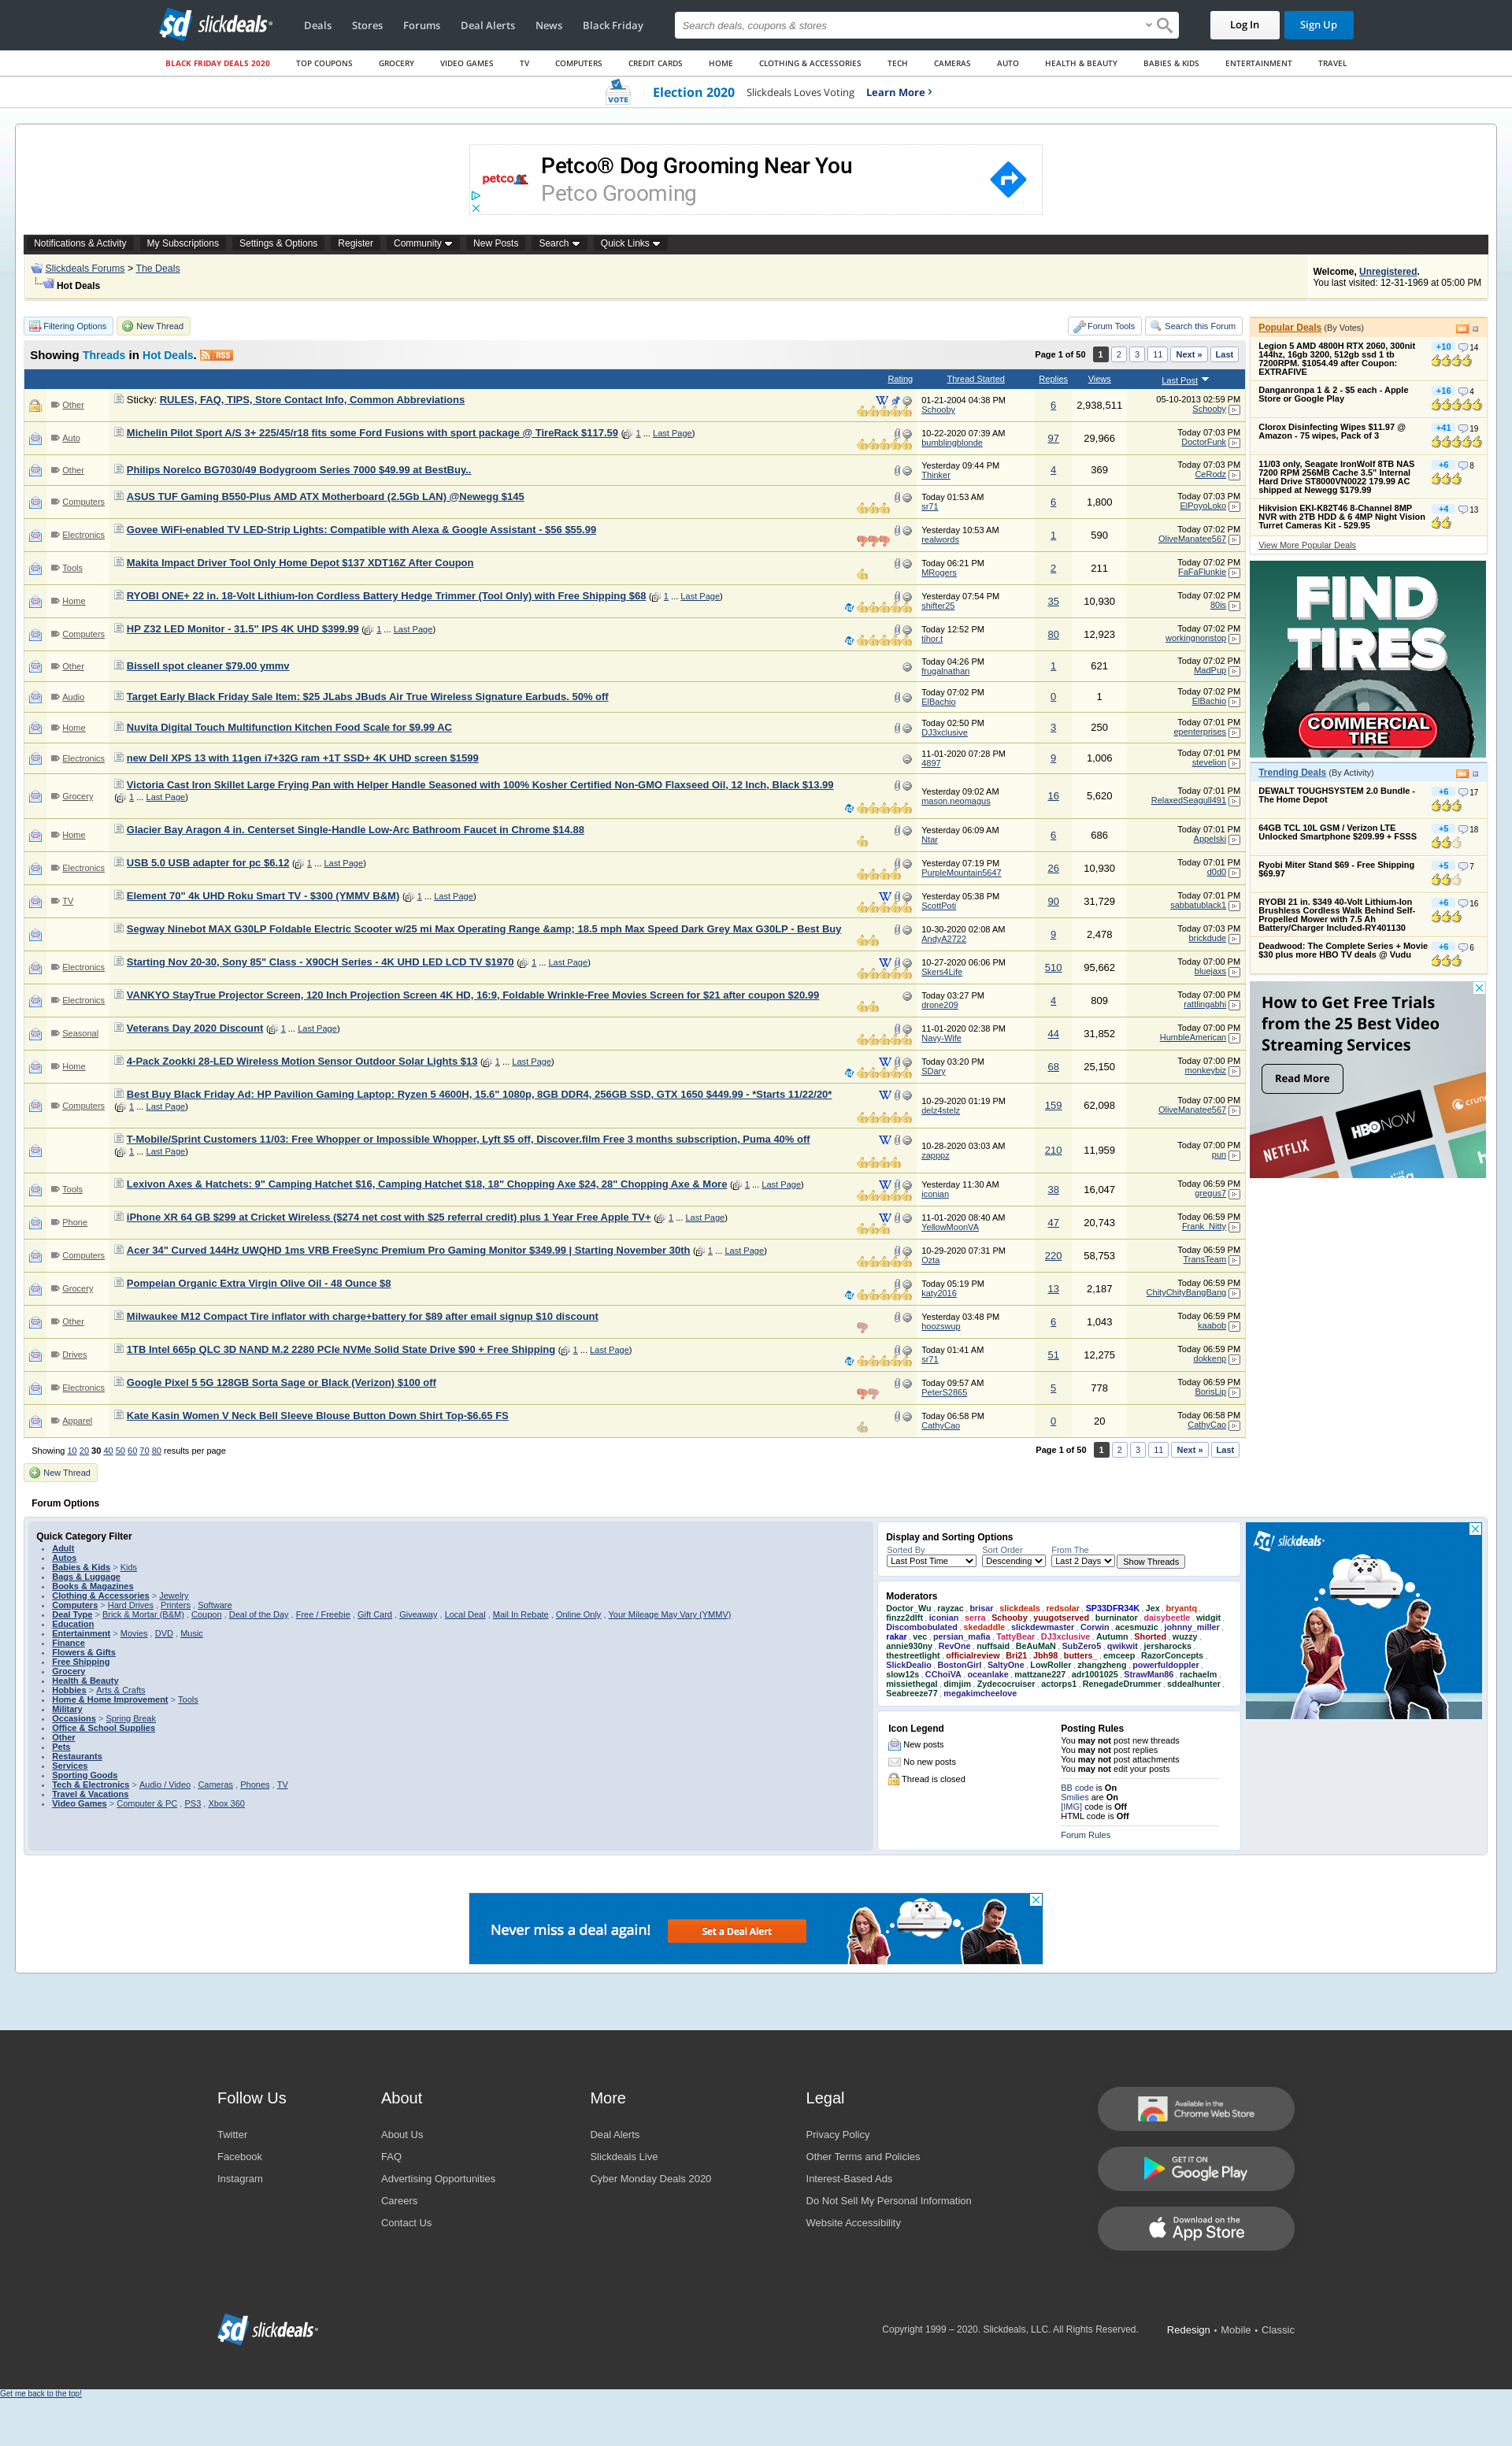 slickdeals
Deals Stores Forums Deal Alerts News Black Friday
Search deals, coupons & stores
Log In
Sign Up
BLACK FRIDAY DEALS 2020 TOP COUPONS GROCERY VIDEO GAMES TV COMPUTERS CREDIT CARDS HOME CLOTHING & ACCESSORIES TECH CAMERAS AUTO HEALTH & BEAUTY BABIES & KIDS ENTERTAINMENT TRAVEL
VOTE
Election 2020 Slickdeals Loves Voting Learn More ›
petco
Petco® Dog Grooming Near You
Petco Grooming
Notifications & Activity My Subscriptions Settings & Options Register Community New Posts Search Quick Links
Slickdeals Forums > The Deals
Hot Deals
Welcome, Unregistered.
You last visited: 12-31-1969 at 05:00 PM
Filtering Options New Thread Forum Tools Search this Forum
Showing Threads in Hot Deals. RSS
Page 1 of 50 1 2 3 11 Next » Last
Rating Thread Started Replies Views Last Post
Other Sticky: RULES, FAQ, TIPS, Store Contact Info, Common Abbreviations 01-21-2004 04:38 PM Schooby 6 2,938,511 05-10-2013 02:59 PM Schooby
Auto Michelin Pilot Sport A/S 3+ 225/45/r18 fits some Ford Fusions with sport package @ TireRack $117.59 ( 1 ... Last Page) 10-22-2020 07:39 AM bumblingblonde 97 29,966 Today 07:03 PM DoctorFunk
Other Philips Norelco BG7030/49 Bodygroom Series 7000 $49.99 at BestBuy.. Yesterday 09:44 PM Thinker 4 369 Today 07:03 PM CeRodz
Computers ASUS TUF Gaming B550-Plus AMD ATX Motherboard (2.5Gb LAN) @Newegg $145 Today 01:53 AM sr71 6 1,800 Today 07:03 PM ElPoyoLoko
Electronics Govee WiFi-enabled TV LED-Strip Lights: Compatible with Alexa & Google Assistant - $56 $55.99 Yesterday 10:53 AM realwords 1 590 Today 07:02 PM OliveManatee567
Tools Makita Impact Driver Tool Only Home Depot $137 XDT16Z After Coupon Today 06:21 PM MRogers 2 211 Today 07:02 PM FaFaFlunkie
Home RYOBI ONE+ 22 in. 18-Volt Lithium-Ion Cordless Battery Hedge Trimmer (Tool Only) with Free Shipping $68 ( 1 ... Last Page) Yesterday 07:54 PM shifter25 35 10,930 Today 07:02 PM 80is
Computers HP Z32 LED Monitor - 31.5" IPS 4K UHD $399.99 ( 1 ... Last Page) Today 12:52 PM tihor.t 80 12,923 Today 07:02 PM workingnonstop
Other Bissell spot cleaner $79.00 ymmv Today 04:26 PM frugalnathan 1 621 Today 07:02 PM MadPup
Audio Target Early Black Friday Sale Item: $25 JLabs JBuds Air True Wireless Signature Earbuds. 50% off Today 07:02 PM ElBachio 0 1 Today 07:02 PM ElBachio
Home Nuvita Digital Touch Multifunction Kitchen Food Scale for $9.99 AC Today 02:50 PM DJ3xclusive 3 250 Today 07:01 PM epenterprises
Electronics new Dell XPS 13 with 11gen i7+32G ram +1T SSD+ 4K UHD screen $1599 11-01-2020 07:28 PM 4897 9 1,006 Today 07:01 PM stevelion
Grocery Victoria Cast Iron Skillet Large Frying Pan with Helper Handle Seasoned with 100% Kosher Certified Non-GMO Flaxseed Oil, 12 Inch, Black $13.99 ( 1 ... Last Page) Yesterday 09:02 AM mason.neomagus 16 5,620 Today 07:01 PM RelaxedSeagull491
Home Glacier Bay Aragon 4 in. Centerset Single-Handle Low-Arc Bathroom Faucet in Chrome $14.88 Yesterday 06:09 AM Ntar 6 686 Today 07:01 PM Appelski
Electronics USB 5.0 USB adapter for pc $6.12 ( 1 ... Last Page) Yesterday 07:19 PM PurpleMountain5647 26 10,930 Today 07:01 PM d0d0
TV Element 70" 4k UHD Roku Smart TV - $300 (YMMV B&M) ( 1 ... Last Page) Yesterday 05:38 PM ScottPoti 90 31,729 Today 07:01 PM sabbatublack1
Segway Ninebot MAX G30LP Foldable Electric Scooter w/25 mi Max Operating Range &amp; 18.5 mph Max Speed Dark Grey Max G30LP - Best Buy 10-30-2020 02:08 AM AndyA2722 9 2,478 Today 07:03 PM brickdude
Electronics Starting Nov 20-30, Sony 85" Class - X90CH Series - 4K UHD LED LCD TV $1970 ( 1 ... Last Page) 10-27-2020 06:06 PM Skers4Life 510 95,662 Today 07:00 PM bluejaxs
Electronics VANKYO StayTrue Projector Screen, 120 Inch Projection Screen 4K HD, 16:9, Foldable Wrinkle-Free Movies Screen for $21 after coupon $20.99 Today 03:27 PM drone209 4 809 Today 07:00 PM rattlingabhi
Seasonal Veterans Day 2020 Discount ( 1 ... Last Page) 11-01-2020 02:38 PM Navy-Wife 44 31,852 Today 07:00 PM HumbleAmerican
Home 4-Pack Zookki 28-LED Wireless Motion Sensor Outdoor Solar Lights $13 ( 1 ... Last Page) Today 03:20 PM SDary 68 25,150 Today 07:00 PM monkeybiz
Computers Best Buy Black Friday Ad: HP Pavilion Gaming Laptop: Ryzen 5 4600H, 15.6" 1080p, 8GB DDR4, 256GB SSD, GTX 1650 $449.99 - *Starts 11/22/20* ( 1 ... Last Page) 10-29-2020 01:19 PM delz4stelz 159 62,098 Today 07:00 PM OliveManatee567
T-Mobile/Sprint Customers 11/03: Free Whopper or Impossible Whopper, Lyft $5 off, Discover.film Free 3 months subscription, Puma 40% off ( 1 ... Last Page) 10-28-2020 03:03 AM zapppz 210 11,959 Today 07:00 PM pun
Tools Lexivon Axes & Hatchets: 9" Camping Hatchet $16, Camping Hatchet $18, 18" Chopping Axe $24, 28" Chopping Axe & More ( 1 ... Last Page) Yesterday 11:30 AM iconian 38 16,047 Today 06:59 PM gregus7
Phone iPhone XR 64 GB $299 at Cricket Wireless ($274 net cost with $25 referral credit) plus 1 Year Free Apple TV+ ( 1 ... Last Page) 11-01-2020 08:40 AM YellowMoonVA 47 20,743 Today 06:59 PM Frank_Nitty
Computers Acer 34" Curved 144Hz UWQHD 1ms VRB FreeSync Premium Pro Gaming Monitor $349.99 | Starting November 30th ( 1 ... Last Page) 10-29-2020 07:31 PM Ozta 220 58,753 Today 06:59 PM TransTeam
Grocery Pompeian Organic Extra Virgin Olive Oil - 48 Ounce $8 Today 05:19 PM katy2016 13 2,187 Today 06:59 PM ChityChityBangBang
Other Milwaukee M12 Compact Tire inflator with charge+battery for $89 after email signup $10 discount Yesterday 03:48 PM hoozswup 6 1,043 Today 06:59 PM kaabob
Drives 1TB Intel 665p QLC 3D NAND M.2 2280 PCIe NVMe Solid State Drive $90 + Free Shipping ( 1 ... Last Page) Today 01:41 AM sr71 51 12,275 Today 06:59 PM dokkenp
Electronics Google Pixel 5 5G 128GB Sorta Sage or Black (Verizon) $100 off Today 09:57 AM PeterS2865 5 778 Today 06:59 PM BorisLip
Apparel Kate Kasin Women V Neck Bell Sleeve Blouse Button Down Shirt Top-$6.65 FS Today 06:58 PM CathyCao 0 20 Today 06:58 PM CathyCao
Showing 10 20 30 40 50 60 70 80 results per page
Page 1 of 50 1 2 3 11 Next » Last
New Thread
Popular Deals (By Votes)
Legion 5 AMD 4800H RTX 2060, 300nit 144hz, 16gb 3200, 512gb ssd 1 tb 7200RPM. $1054.49 after Coupon: EXTRAFIVE +10 14
Danganronpa 1 & 2 - $5 each - Apple Store or Google Play +16 4
Clorox Disinfecting Wipes $11.97 @ Amazon - 75 wipes, Pack of 3 +41 19
11/03 only, Seagate IronWolf 8TB NAS 7200 RPM 256MB Cache 3.5" Internal Hard Drive ST8000VN0022 179.99 AC shipped at Newegg $179.99 +6 8
Hikvision EKI-K82T46 8-Channel 8MP NVR with 2TB HDD & 6 4MP Night Vision Turret Cameras Kit - 529.95 +4 13
View More Popular Deals
FIND
TIRES
COMMERCIAL
TIRE
Trending Deals (By Activity)
DEWALT TOUGHSYSTEM 2.0 Bundle - The Home Depot +6 17
64GB TCL 10L GSM / Verizon LTE Unlocked Smartphone $209.99 + FSSS +5 18
Ryobi Miter Stand $69 - Free Shipping $69.97 +5 7
RYOBI 21 in. $349 40-Volt Lithium-Ion Brushless Cordless Walk Behind Self-Propelled Mower with 7.5 Ah Battery/Charger Included-RY401130 +6 16
Deadwood: The Complete Series + Movie $30 plus more HBO TV deals @ Vudu +6 6
How to Get Free Trials
from the 25 Best Video
Streaming Services
Read More
NETFLIX
HBO NOW
Forum Options
Quick Category Filter
Adult
Autos
Babies & Kids > Kids
Bags & Luggage
Books & Magazines
Clothing & Accessories > Jewelry
Computers > Hard Drives , Printers , Software
Deal Type > Brick & Mortar (B&M) , Coupon , Deal of the Day , Free / Freebie , Gift Card , Giveaway , Local Deal , Mail In Rebate , Online Only , Your Mileage May Vary (YMMV)
Education
Entertainment > Movies , DVD , Music
Finance
Flowers & Gifts
Free Shipping
Grocery
Health & Beauty
Hobbies > Arts & Crafts
Home & Home Improvement > Tools
Military
Occasions > Spring Break
Office & School Supplies
Other
Pets
Restaurants
Services
Sporting Goods
Tech & Electronics > Audio / Video , Cameras , Phones , TV
Travel & Vacations
Video Games > Computer & PC , PS3 , Xbox 360
Display and Sorting Options
Sorted By Sort Order From The
Last Post Time Descending Last 2 Days Show Threads
Moderators
Doctor_Wu , rayzac , brisar , slickdeals , redsolar , SP33DFR34K , Jex , bryantq ,
finzz2dlft , iconian , serra , Schooby , yuugotserved , burninator , daisybeetle , widgit ,
Discombobulated , skedaddle , slickdewmaster , Corwin , acesmuzic , johnny_miller ,
rakar , vec , persian_mafia , TattyBear , DJ3xclusive , Autumn , Shorted , wuzzy ,
annie930ny , RevOne , nuffsaid , BeAuMaN , SubZero5 , qwikwit , jersharocks ,
thestreetlight , officialreview , Bri21 , Jbh98 , butters_ , emceep , RazorConcepts ,
SlickDealio , BostonGirl , SaltyOne , LowRoller , zhangzheng , powerfuldoppler ,
slow12s , CChoiVA , oceanlake , mattzane227 , adr1001025 , StrawMan86 , rachaelm ,
missiethegal , dimjim , Zydecocruiser , actorps1 , RenegadeDrummer , sddealhunter ,
Seabreeze77 , megakimcheelove
Icon Legend
New posts
No new posts
Thread is closed
Posting Rules
You may not post new threads
You may not post replies
You may not post attachments
You may not edit your posts
BB code is On
Smilies are On
[IMG] code is Off
HTML code is Off
Forum Rules
slickdeals
Never miss a deal again! Set a Deal Alert
Follow Us
Twitter
Facebook
Instagram
About
About Us
FAQ
Advertising Opportunities
Careers
Contact Us
More
Deal Alerts
Slickdeals Live
Cyber Monday Deals 2020
Legal
Privacy Policy
Other Terms and Policies
Interest-Based Ads
Do Not Sell My Personal Information
Website Accessibility
Available in the
Chrome Web Store
GET IT ON
Google Play
Download on the
App Store
slickdeals
Copyright 1999 – 2020. Slickdeals, LLC. All Rights Reserved. Redesign • Mobile • Classic
Get me back to the top!